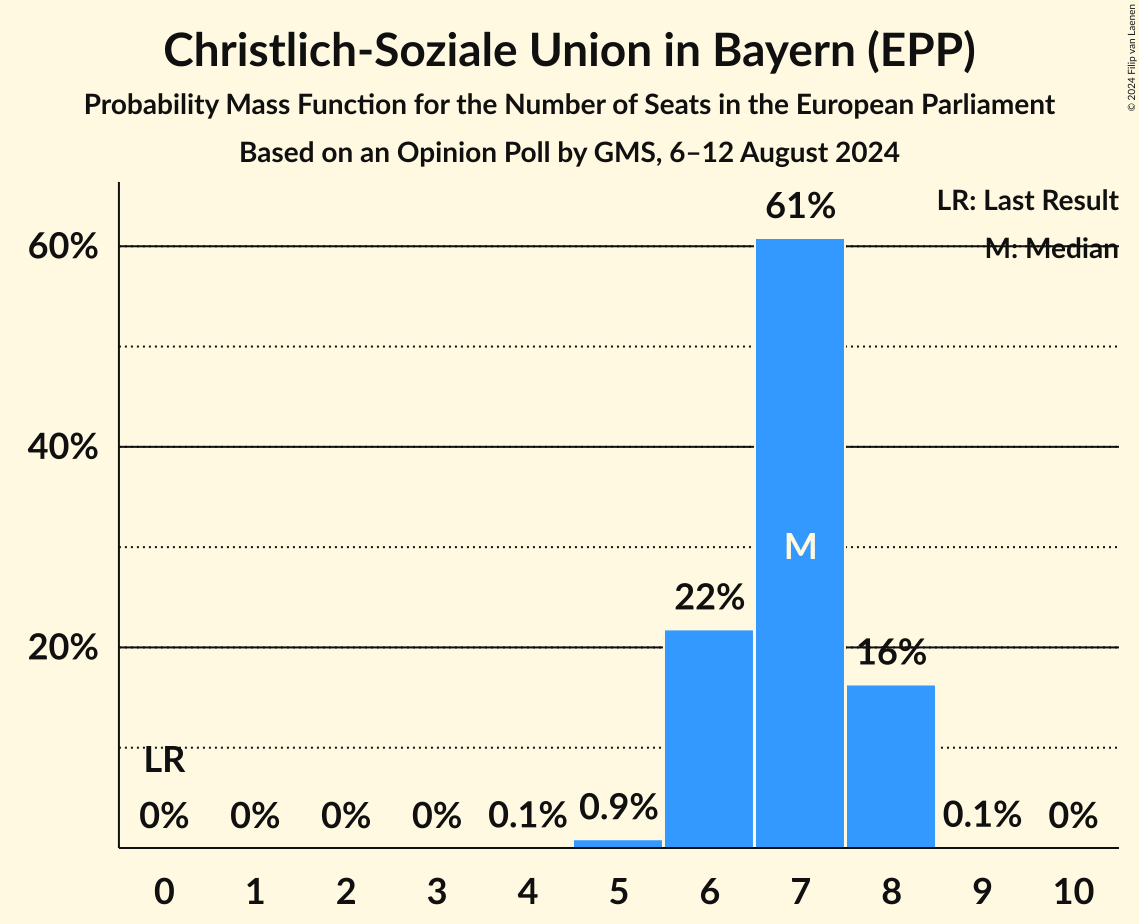 Christlich-Soziale Union in Bayern (EPP)
Probability Mass Function for the Number of Seats in the European Parliament
Based on an Opinion Poll by GMS, 6–12 August 2024
© 2024 Filip van Laenen
LR: Last Result
M: Median
61%
60%
40%
M
22%
20%
16%
LR
0%
0%
0%
0%
0.1%
0.9%
0.1%
0%
0 1 2 3 4 5 6 7 8 9 10